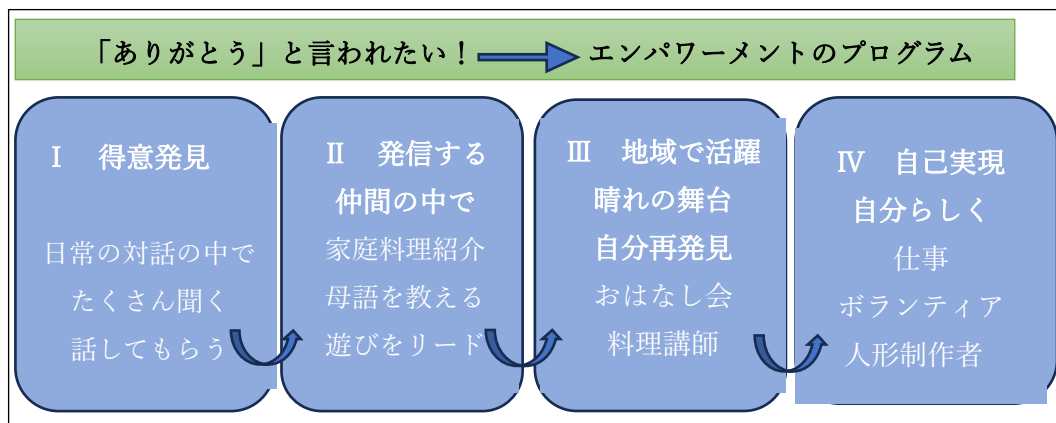 「ありがとう」と言われたい！ エンパワーメントのプログラム
Ⅰ　得意発見
日常の対話の中で
たくさん聞く
話してもらう
Ⅱ　発信する
仲間の中で
家庭料理紹介
母語を教える
遊びをリード
Ⅲ　地域で活躍
晴れの舞台
自分再発見
おはなし会
料理講師
Ⅳ　自己実現
自分らしく
仕事
ボランティア
人形制作者